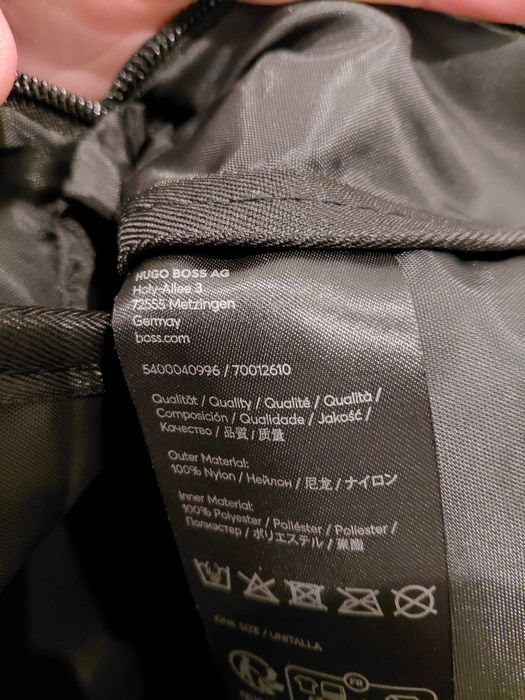 HUGO BOSS AG
Holy-Allee 3
72555 Metzingen
Germay
boss.com
5400040996 / 70012610
Qualität / Quality / Qualité / Qualità /
Composición / Qualidade / Jakość /
Качество / 品質 / 质量
Outer Material:
100% Nylon / Нейлон / 尼龙 / ナイロン
Inner Material:
100% Polyester / Poliéster / Poliester /
Полиэстер / ポリエステル / 聚酯
ONE SIZE / UNITALLA
FR